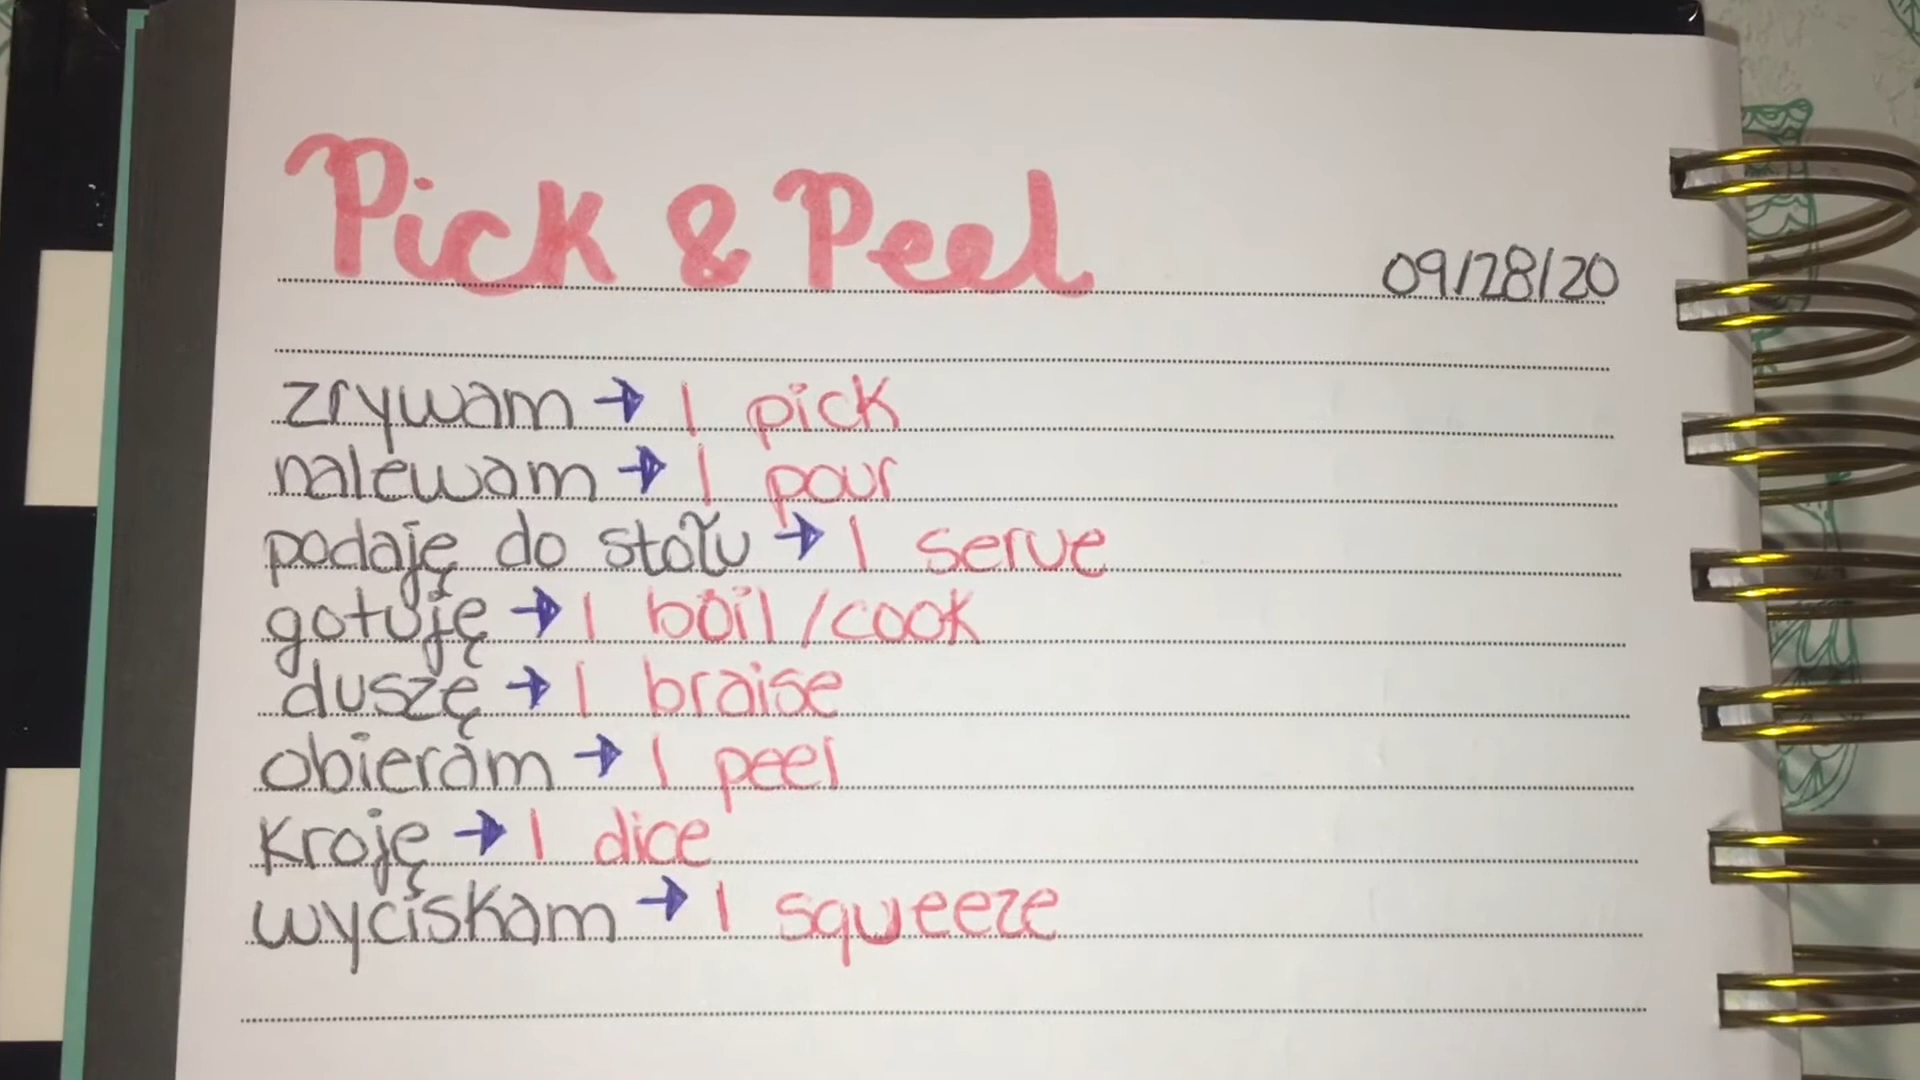 Pick & Peel
09/28/20
zrywam → I pick
nalewam → I pour
podaję do stołu → I serve
gotuję → I boil/cook
duszę → I braise
obieram → I peel
kroję → I dice
wyciskam → I squeeze